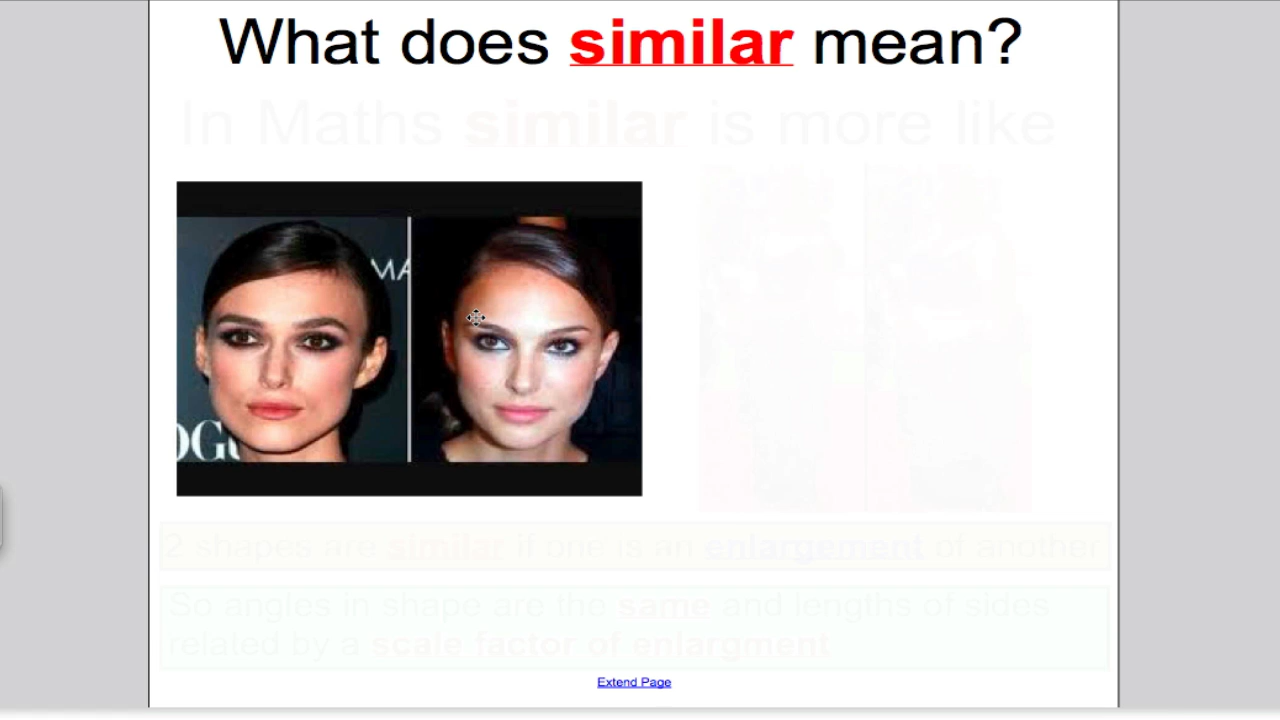 What does similar mean?
In Maths similar is more like
MA
OGU
2 shapes are similar if one is an enlargement of another
So angles in shape are the same and lengths of sides
related by a scale factor of enlargment
Extend Page